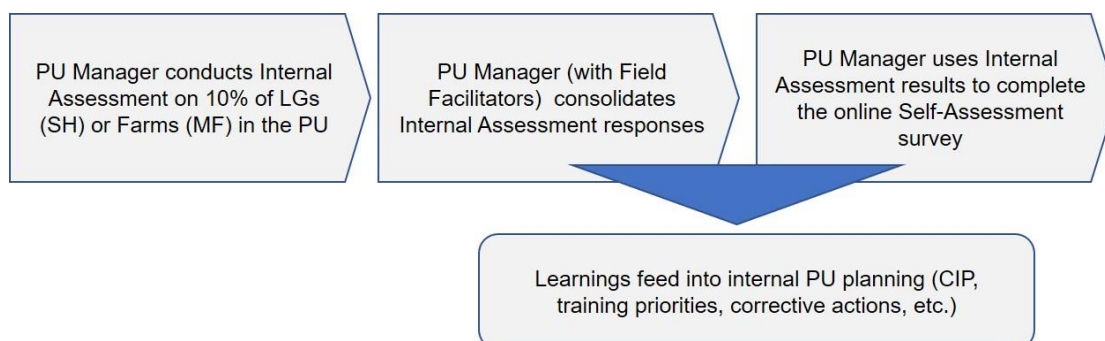 PU Manager conducts Internal
Assessment on 10% of LGs
(SH) or Farms (MF) in the PU
PU Manager (with Field
Facilitators) consolidates
Internal Assessment responses
PU Manager uses Internal
Assessment results to complete
the online Self-Assessment
survey
Learnings feed into internal PU planning (CIP,
training priorities, corrective actions, etc.)